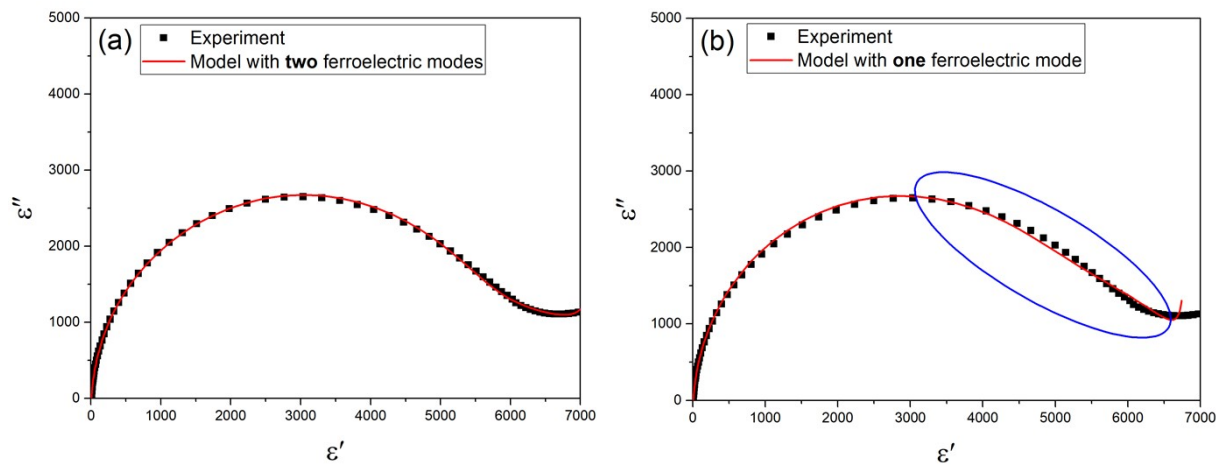 (a)
Experiment
Model with two ferroelectric modes
5000
4000
3000
2000
1000
0
ε″
0 1000 2000 3000 4000 5000 6000 7000
ε′
(b)
Experiment
Model with one ferroelectric mode
5000
4000
3000
2000
1000
0
ε″
0 1000 2000 3000 4000 5000 6000 7000
ε′